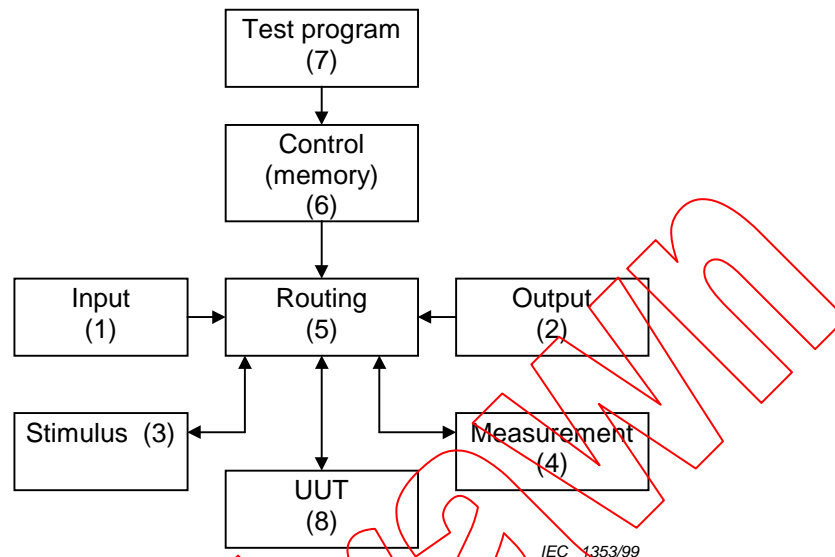 Test program
(7)
Control
(memory)
(6)
Input
(1)
Routing
(5)
Output
(2)
Stimulus (3)
Measurement
(4)
UUT
(8)
IEC 1353/99